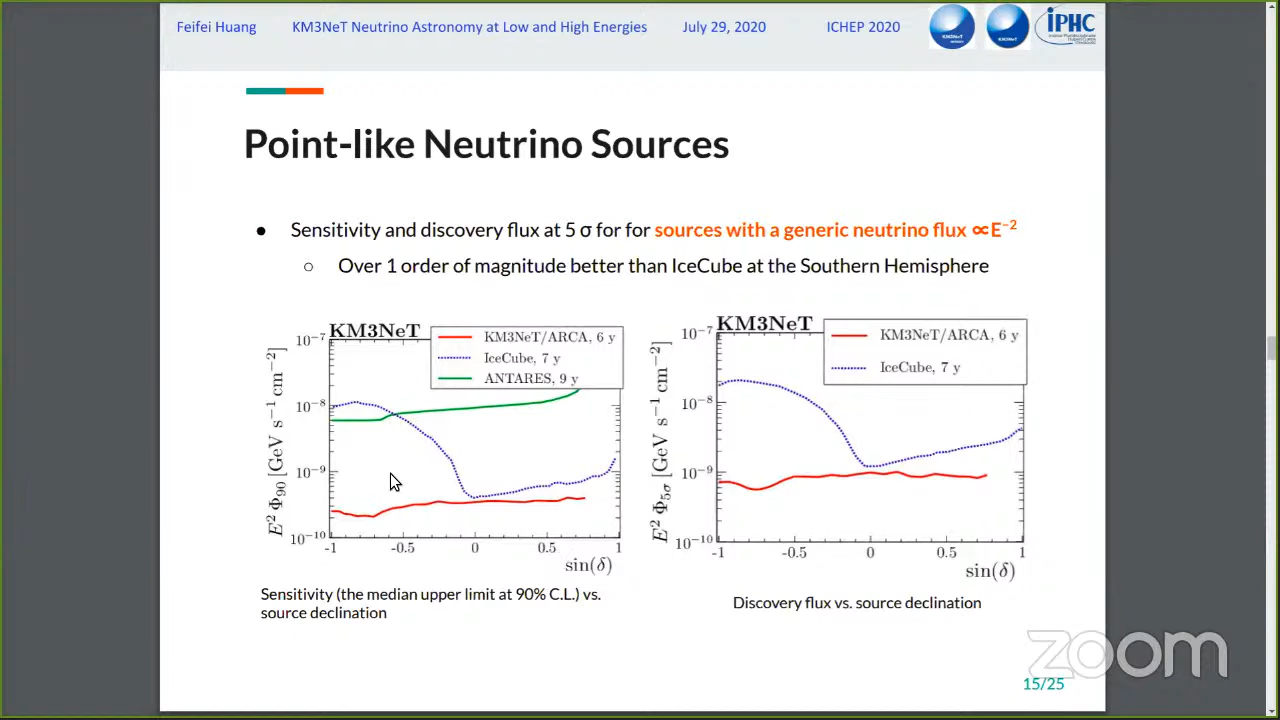 Feifei Huang KM3NeT Neutrino Astronomy at Low and High Energies July 29, 2020 ICHEP 2020
KM3NeT KM3NeT IPHC
Point-like Neutrino Sources
● Sensitivity and discovery flux at 5 σ for for sources with a generic neutrino flux ∝E⁻²
○ Over 1 order of magnitude better than IceCube at the Southern Hemisphere
KM3NeT
KM3NeT/ARCA, 6 y
IceCube, 7 y
ANTARES, 9 y
E² Φ₉₀ [GeV s⁻¹ cm⁻²]
10⁻⁷
10⁻⁸
10⁻⁹
10⁻¹⁰
-1 -0.5 0 0.5 1
sin(δ)
Sensitivity (the median upper limit at 90% C.L.) vs.
source declination
KM3NeT
KM3NeT/ARCA, 6 y
IceCube, 7 y
E² Φ₅σ [GeV s⁻¹ cm⁻²]
10⁻⁷
10⁻⁸
10⁻⁹
10⁻¹⁰
-1 -0.5 0 0.5 1
sin(δ)
Discovery flux vs. source declination
zoom
15/25